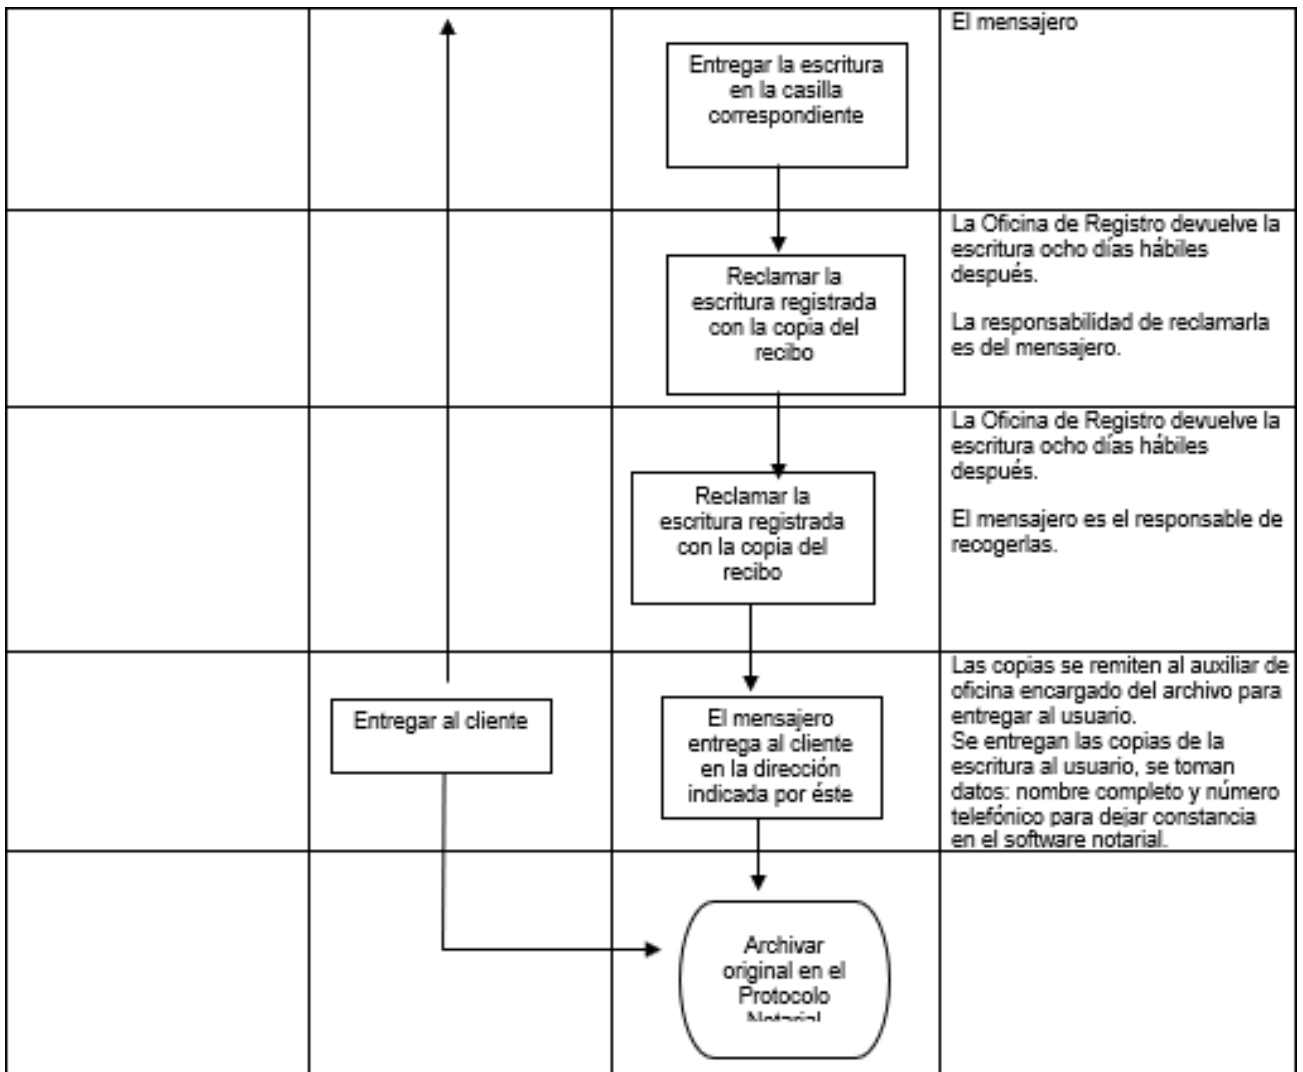 Entregar la escritura
en la casilla
correspondiente
El mensajero
Reclamar la
escritura registrada
con la copia del
recibo
La Oficina de Registro devuelve la
escritura ocho días hábiles
después.
La responsabilidad de reclamarla
es del mensajero.
Reclamar la
escritura registrada
con la copia del
recibo
La Oficina de Registro devuelve la
escritura ocho días hábiles
después.
El mensajero es el responsable de
recogerlas.
Entregar al cliente
El mensajero
entrega al cliente
en la dirección
indicada por éste
Las copias se remiten al auxiliar de
oficina encargado del archivo para
entregar al usuario.
Se entregan las copias de la
escritura al usuario, se toman
datos: nombre completo y número
telefónico para dejar constancia
en el software notarial.
Archivar
original en el
Protocolo
Notarial